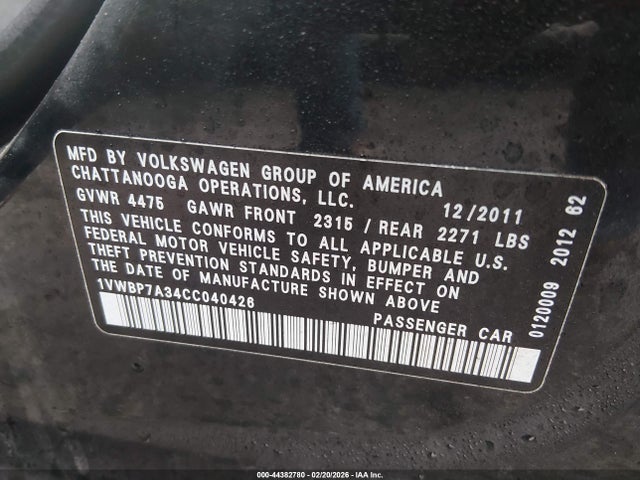 MFD BY VOLKSWAGEN GROUP OF AMERICA
CHATTANOOGA OPERATIONS, LLC.
12/2011
GVWR 4475 GAWR FRONT 2315 / REAR 2271 LBS
THIS VEHICLE CONFORMS TO ALL APPLICABLE U.S.
FEDERAL MOTOR VEHICLE SAFETY, BUMPER AND
THEFT PREVENTION STANDARDS IN EFFECT ON
THE DATE OF MANUFACTURE SHOWN ABOVE
1VWBP7A34CC040426
PASSENGER CAR
0120009 2012 62
000-44382780 - 02/20/2026 - IAA Inc.